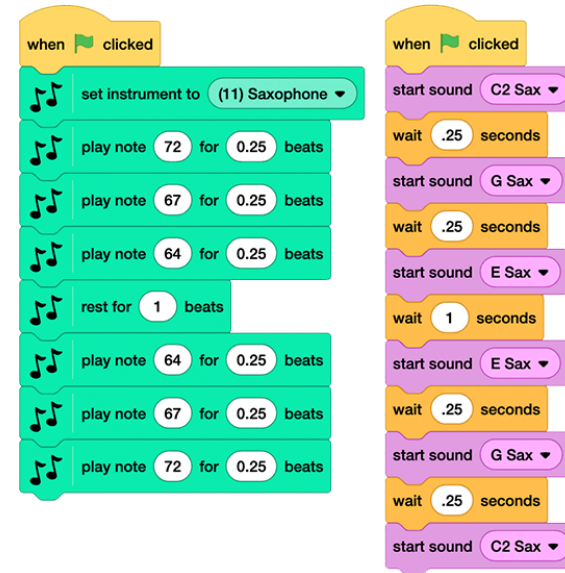 when clicked
set instrument to (11) Saxophone
play note 72 for 0.25 beats
play note 67 for 0.25 beats
play note 64 for 0.25 beats
rest for 1 beats
play note 64 for 0.25 beats
play note 67 for 0.25 beats
play note 72 for 0.25 beats
when clicked
start sound C2 Sax
wait .25 seconds
start sound G Sax
wait .25 seconds
start sound E Sax
wait 1 seconds
start sound E Sax
wait .25 seconds
start sound G Sax
wait .25 seconds
start sound C2 Sax